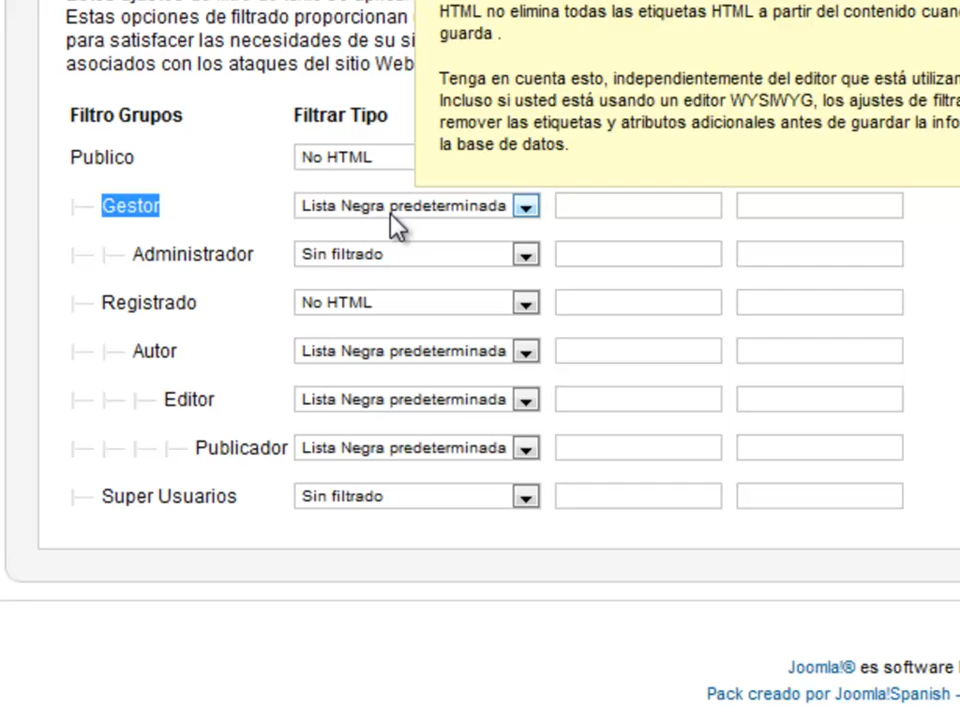 Estas opciones de filtrado proporcionan
para satisfacer las necesidades de su si
asociados con los ataques del sitio Web
HTML no elimina todas las etiquetas HTML a partir del contenido cuan
guarda .
Tenga en cuenta esto, independientemente del editor que está utilizan
Incluso si usted está usando un editor WYSIWYG, los ajustes de filtra
remover las etiquetas y atributos adicionales antes de guardar la info
la base de datos.
Filtro Grupos Filtrar Tipo
Publico No HTML
Gestor Lista Negra predeterminada
Administrador Sin filtrado
Registrado No HTML
Autor Lista Negra predeterminada
Editor Lista Negra predeterminada
Publicador Lista Negra predeterminada
Super Usuarios Sin filtrado
Joomla!® es software
Pack creado por Joomla!Spanish -